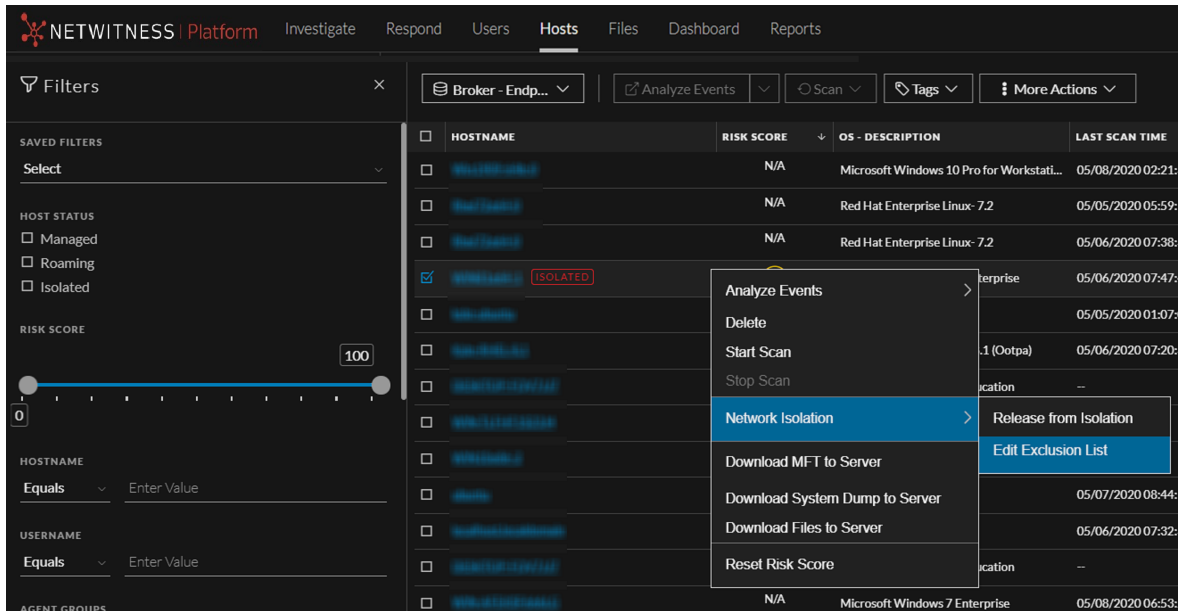 NETWITNESS | Platform Investigate Respond Users Hosts Files Dashboard Reports
Filters
Broker - Endp... Analyze Events Scan Tags More Actions
SAVED FILTERS
Select
HOST STATUS
Managed
Roaming
Isolated
RISK SCORE
100
0
HOSTNAME
Equals Enter Value
USERNAME
Equals Enter Value
AGENT GROUPS
HOSTNAME RISK SCORE OS - DESCRIPTION LAST SCAN TIME
N/A Microsoft Windows 10 Pro for Workstati... 05/08/2020 02:21:
N/A Red Hat Enterprise Linux- 7.2 05/05/2020 05:59:
N/A Red Hat Enterprise Linux- 7.2 05/06/2020 07:38:
ISOLATED terprise 05/06/2020 07:47:
05/05/2020 01:07:
.1 (Ootpa) 05/06/2020 07:20:
ucation --
05/07/2020 08:44:
05/06/2020 07:32:
ucation --
N/A Microsoft Windows 7 Enterprise 05/08/2020 06:53:
Analyze Events
Delete
Start Scan
Stop Scan
Network Isolation
Release from Isolation
Edit Exclusion List
Download MFT to Server
Download System Dump to Server
Download Files to Server
Reset Risk Score